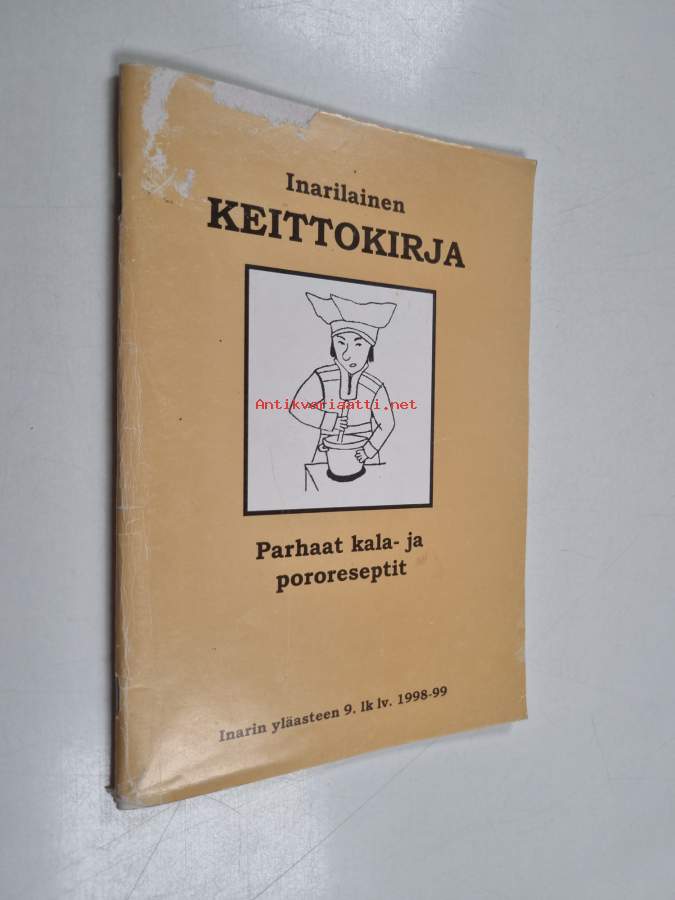 Inarilainen
KEITTOKIRJA
Antikvariaatti.net
Parhaat kala- ja
pororeseptit
Inarin yläasteen 9. lk lv. 1998-99